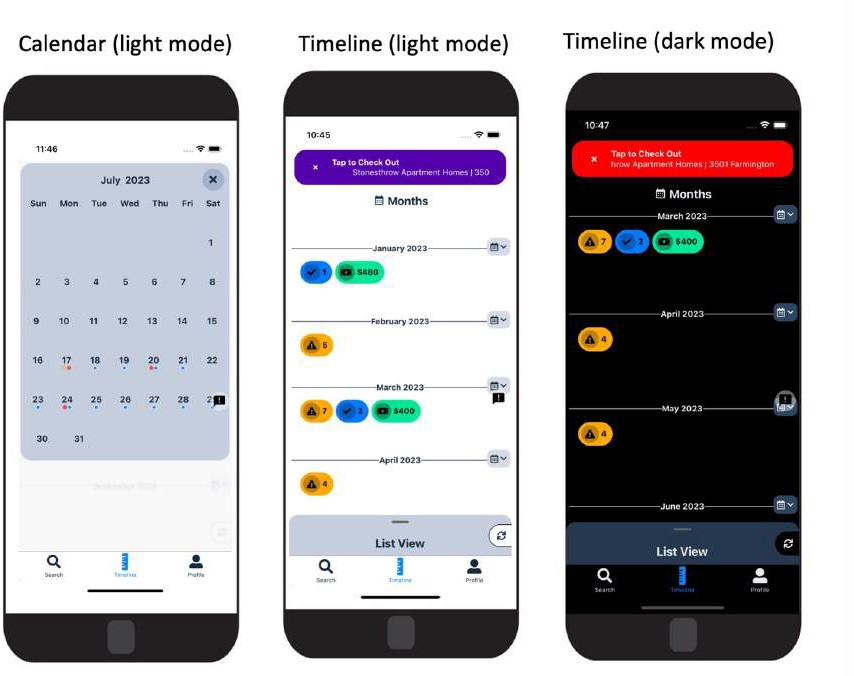 Calendar (light mode)
11:46
July 2023
Sun Mon Tue Wed Thu Fri Sat
1
2 3 4 5 6 7 8
9 10 11 12 13 14 15
16 17 18 19 20 21 22
23 24 25 26 27 28
30 31
Search Timeline Profile
Timeline (light mode)
10:45
Tap to Check Out
Stonesthrow Apartment Homes | 350
Months
January 2023
1 $480
February 2023
5
March 2023
7 2 $400
April 2023
4
List View
Search Timeline Profile
Timeline (dark mode)
10:47
Tap to Check Out
hrow Apartment Homes | 3501 Farmington
Months
March 2023
7 2 $400
April 2023
4
May 2023
4
June 2023
List View
Search Timeline Profile